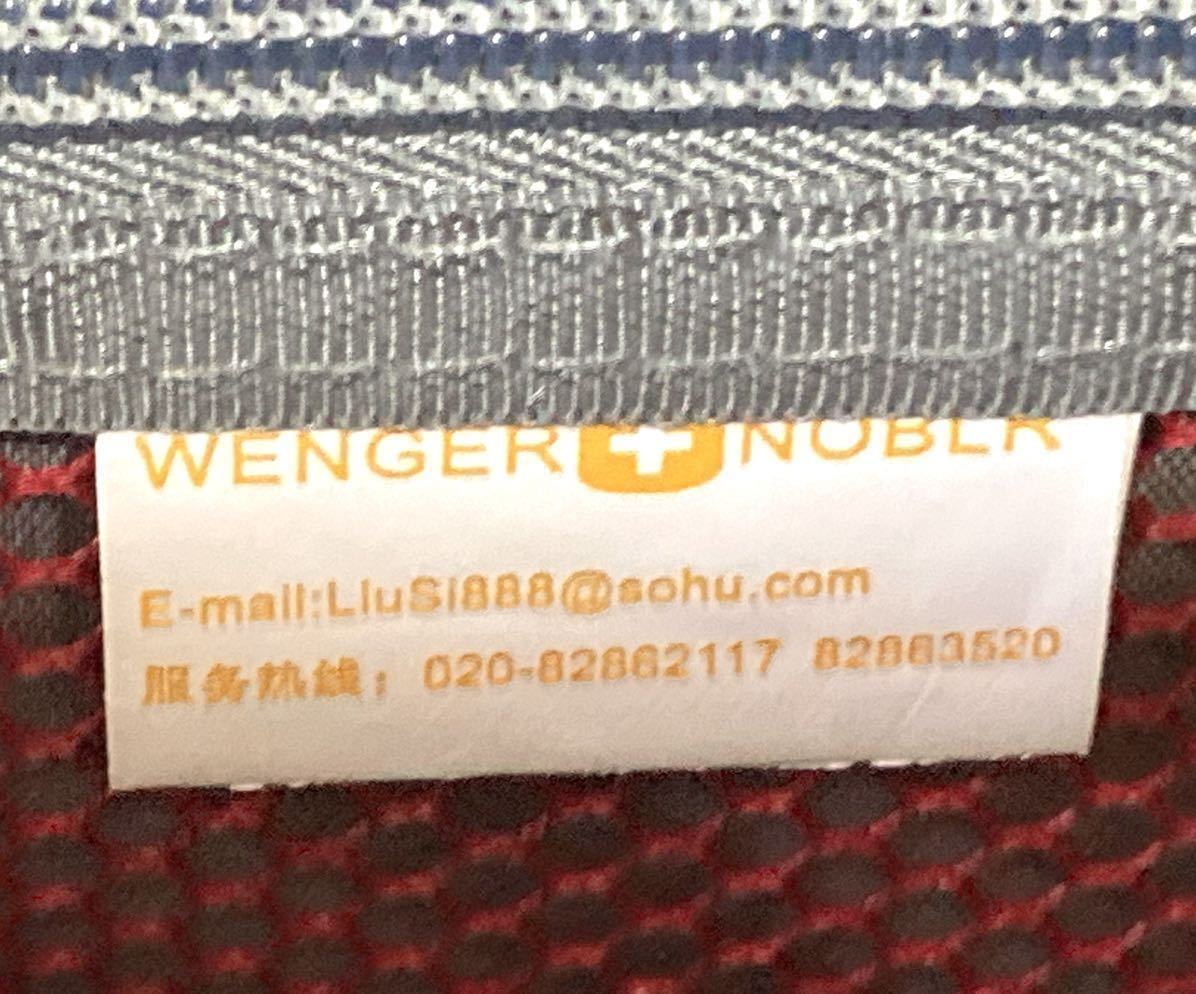 WENGER NOBLR
E-mail:LiuSi888@sohu.com
服务热线：020-82862117 82863520